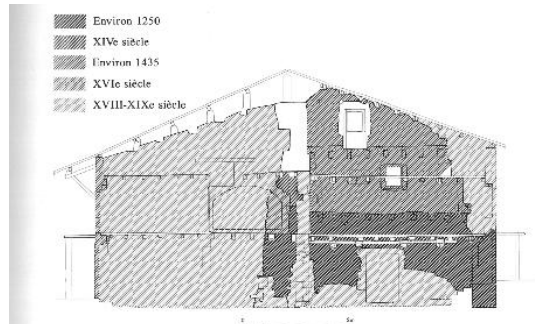 Environ 1250
XIVe siècle
Environ 1435
XVIe siècle
XVIII-XIXe siècle